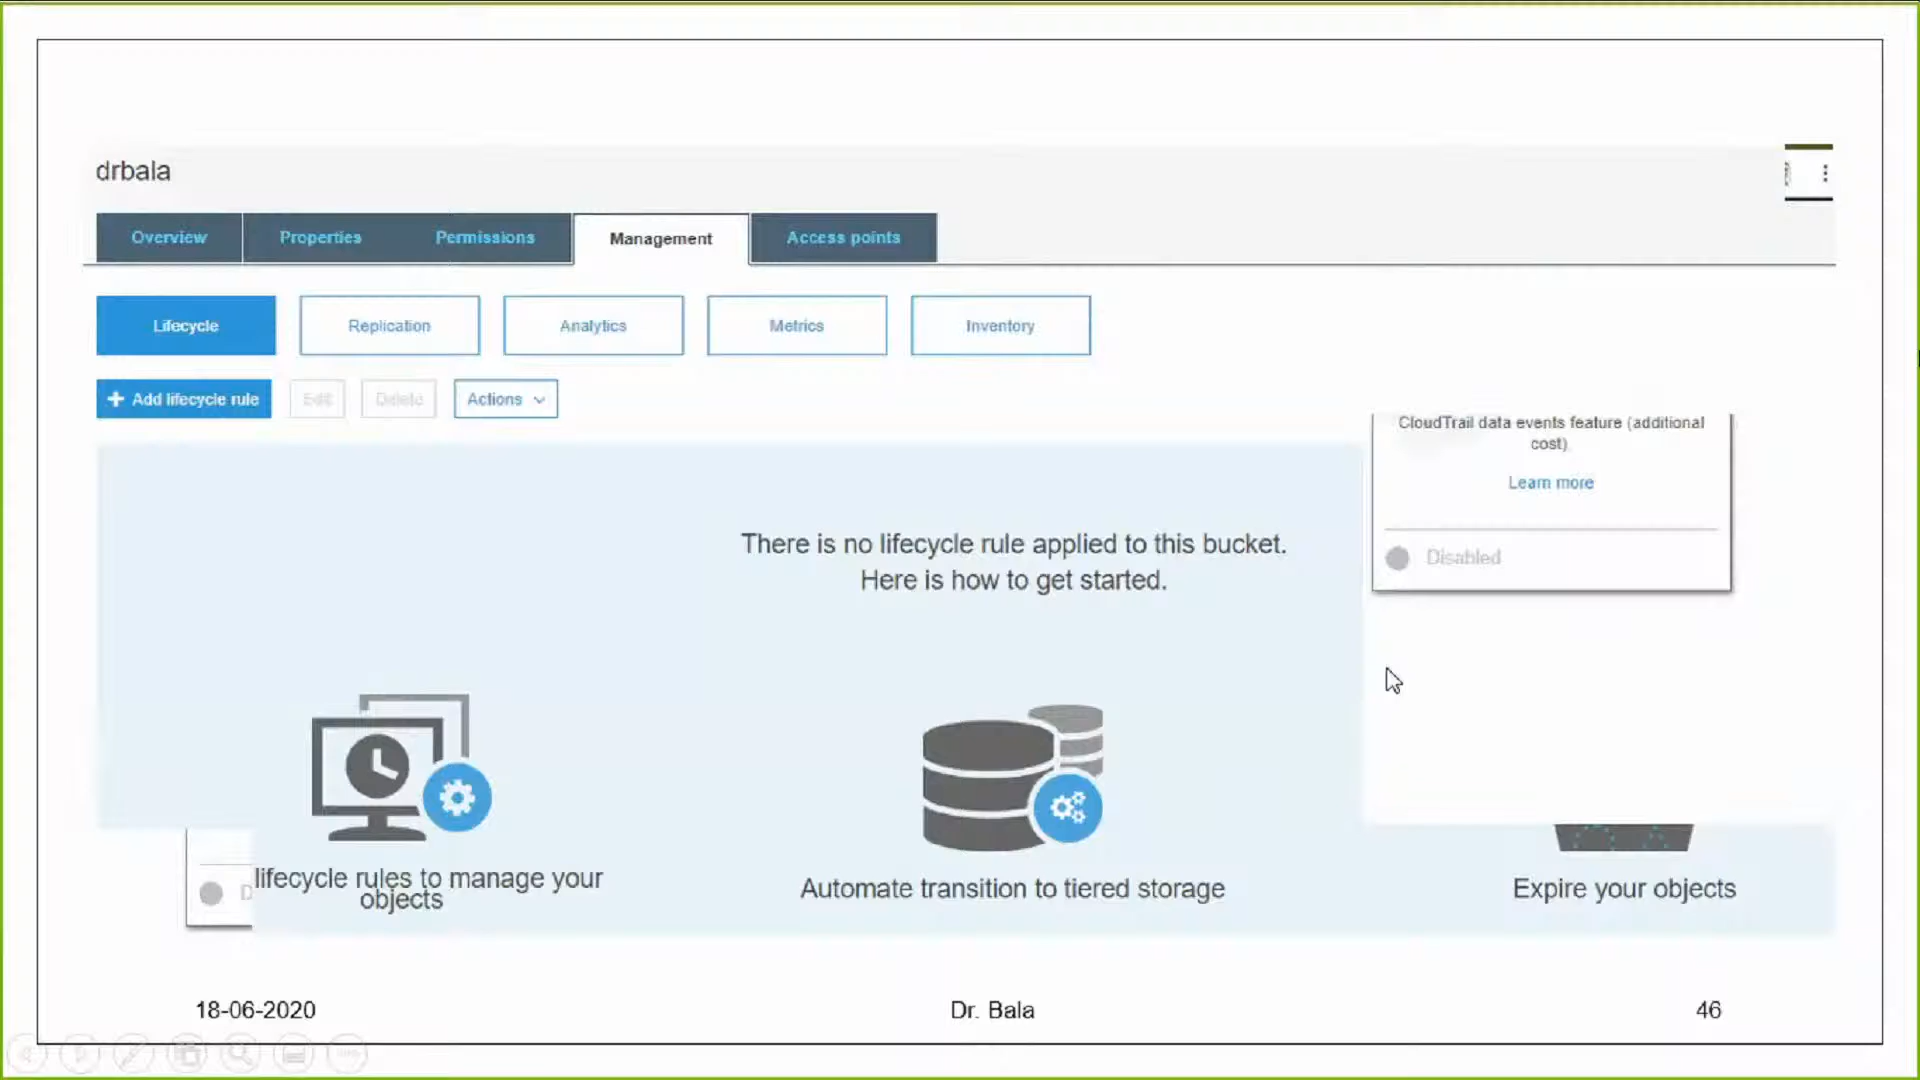 drbala
Overview Properties Permissions Management Access points
Lifecycle Replication Analytics Metrics Inventory
Add lifecycle rule Edit Delete Actions
CloudTrail data events feature (additional
cost).
Learn more
Disabled
There is no lifecycle rule applied to this bucket.
Here is how to get started.
lifecycle rules to manage your
objects
Automate transition to tiered storage
Expire your objects
D
18-06-2020 Dr. Bala 46